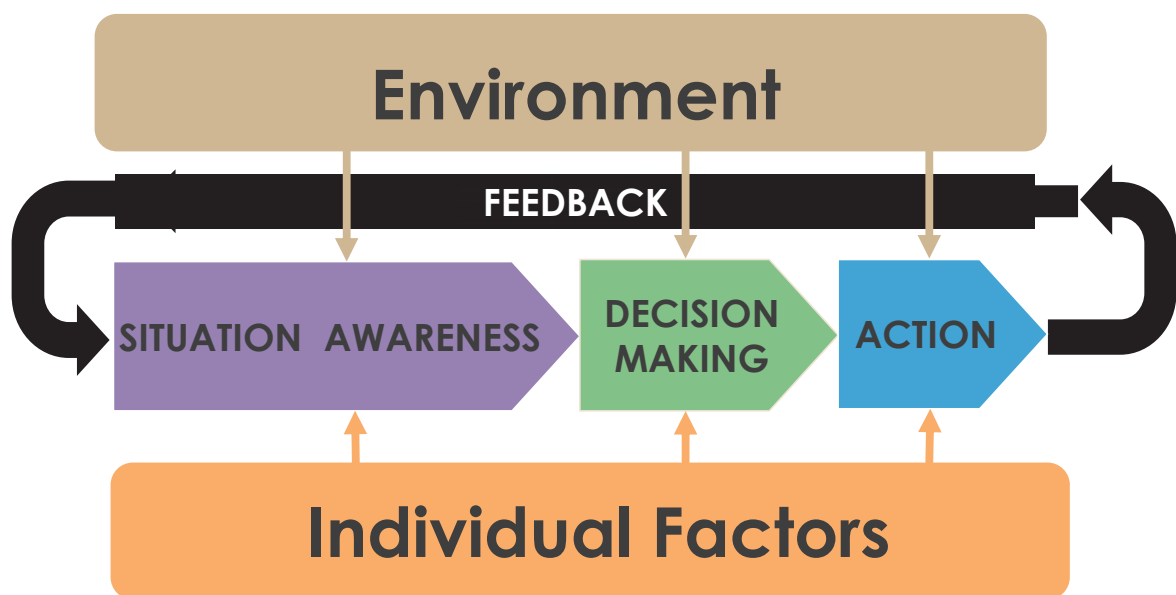 Environment
FEEDBACK
SITUATION AWARENESS
DECISION
MAKING
ACTION
Individual Factors